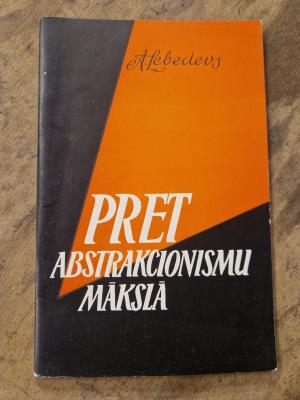 A Lebedevs
PRET
ABSTRAKCIONISMU
MĀKSLĀ